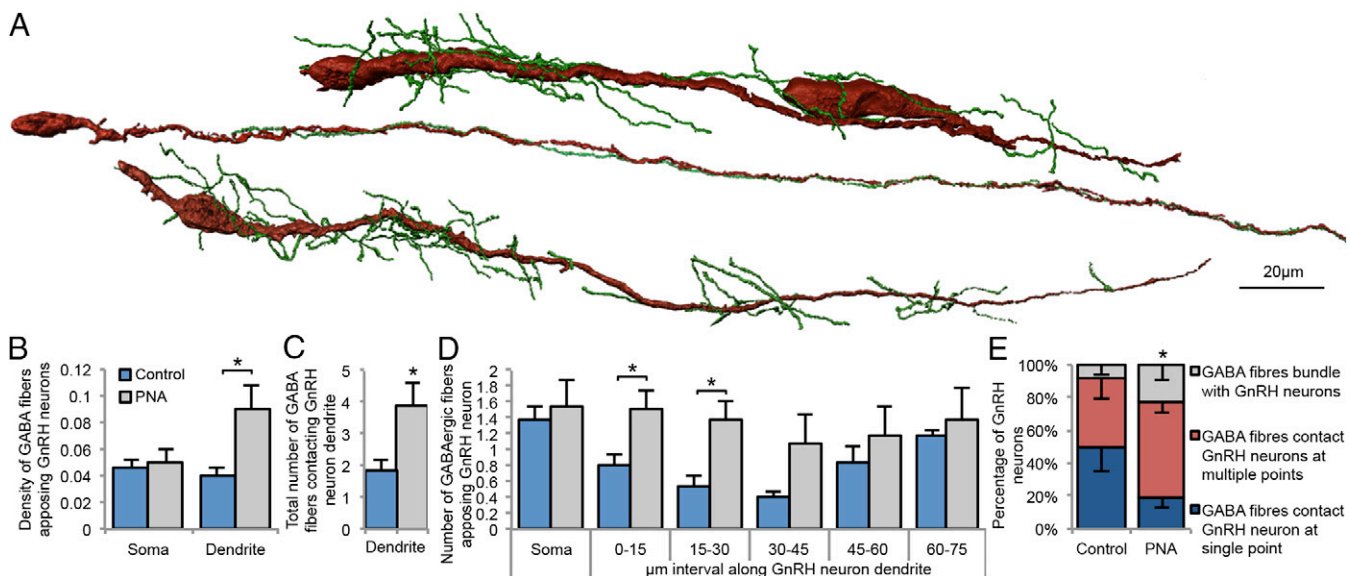 A
20μm
B
Density of GABA fibers
apposing GnRH neurons
0.12
0.1
0.08
0.06
0.04
0.02
0
Control
PNA
*
Soma
Dendrite
C
Total number of GABA
fibers contacting GnRH
neuron dendrite
5
4
3
2
1
0
*
Dendrite
D
Number of GABAergic fibers
apposing GnRH neuron
2
1.8
1.6
1.4
1.2
1
0.8
0.6
0.4
0.2
0
*
*
Soma
0-15
15-30
30-45
45-60
60-75
μm interval along GnRH neuron dendrite
E
Percentage of GnRH
neurons
100%
80%
60%
40%
20%
0%
*
Control
PNA
GABA fibres bundle
with GnRH neurons
GABA fibres contact
GnRH neurons at
multiple points
GABA fibres contact
GnRH neuron at
single point